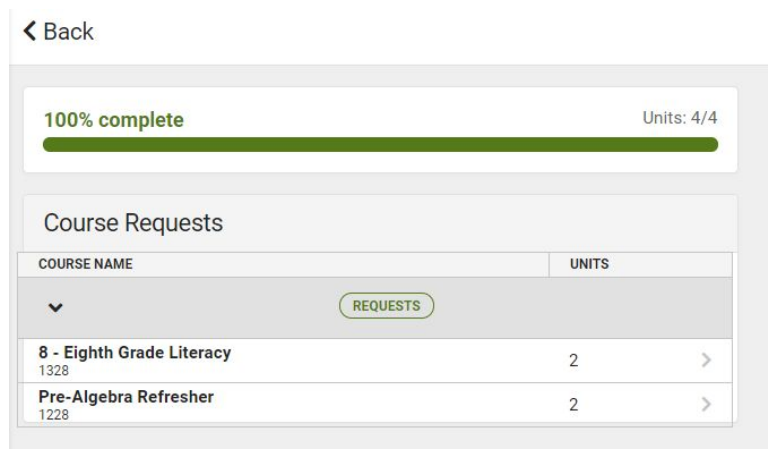 Back
100% complete
Units: 4/4
Course Requests
COURSE NAME
UNITS
REQUESTS
8 - Eighth Grade Literacy
1328
2
Pre-Algebra Refresher
1228
2